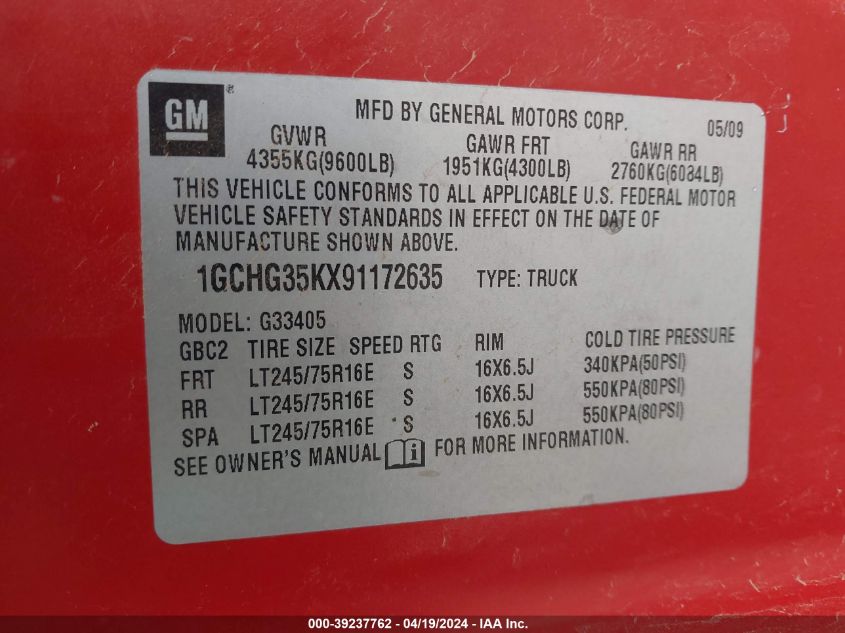 GM ®
MFD BY GENERAL MOTORS CORP. 05/09
GVWR GAWR FRT GAWR RR
4355KG(9600LB) 1951KG(4300LB) 2760KG(6084LB)
THIS VEHICLE CONFORMS TO ALL APPLICABLE U.S. FEDERAL MOTOR
VEHICLE SAFETY STANDARDS IN EFFECT ON THE DATE OF
MANUFACTURE SHOWN ABOVE.
1GCHG35KX91172635 TYPE: TRUCK
MODEL: G33405
GBC2 TIRE SIZE SPEED RTG RIM COLD TIRE PRESSURE
FRT LT245/75R16E S 16X6.5J 340KPA(50PSI)
RR LT245/75R16E S 16X6.5J 550KPA(80PSI)
SPA LT245/75R16E S 16X6.5J 550KPA(80PSI)
SEE OWNER'S MANUAL i FOR MORE INFORMATION.
000-39237762 - 04/19/2024 - IAA Inc.